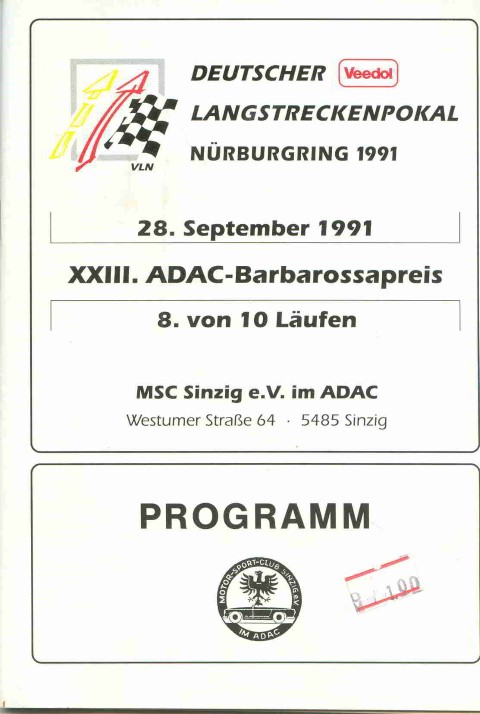 DEUTSCHER Veedol
LANGSTRECKENPOKAL
NÜRBURGRING 1991
VLN
28. September 1991
XXIII. ADAC-Barbarossapreis
8. von 10 Läufen
MSC Sinzig e.V. im ADAC
Westumer Straße 64 · 5485 Sinzig
PROGRAMM
MOTOR-SPORT-CLUB SINZIG e.V.
IM ADAC